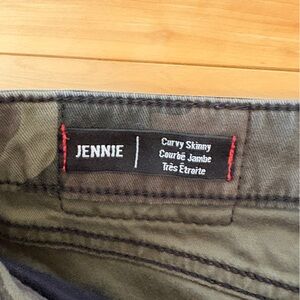 JENNIE
Curvy Skinny
Courbé Jambe
Très Étroite